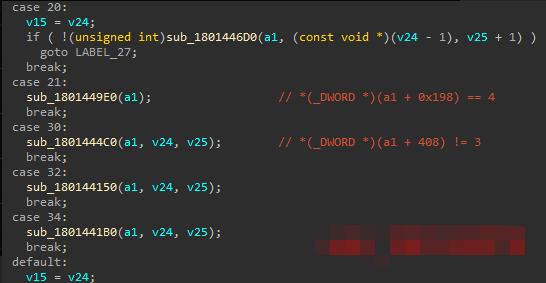 case 20:
v15 = v24;
if ( !(unsigned int)sub_1801446D0(a1, (const void *)(v24 - 1), v25 + 1) )
goto LABEL_27;
break;
case 21:
sub_1801449E0(a1); // *(_DWORD *)(a1 + 0x198) == 4
break;
case 30:
sub_1801444C0(a1, v24, v25); // *(_DWORD *)(a1 + 408) != 3
break;
case 32:
sub_180144150(a1, v24, v25);
break;
case 34:
sub_1801441B0(a1, v24, v25);
break;
default:
v15 = v24;